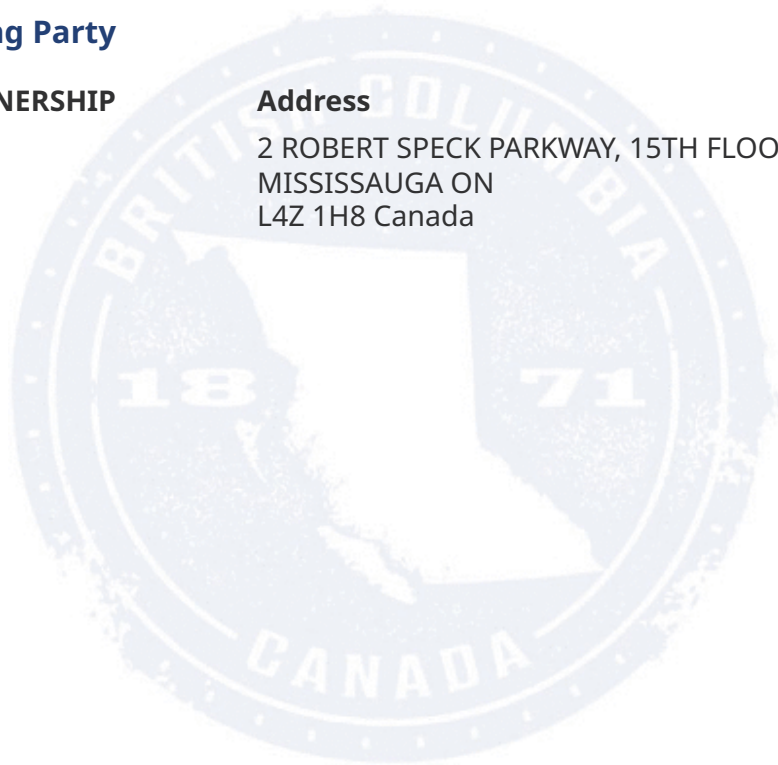 ng Party
NERSHIP
Address
2 ROBERT SPECK PARKWAY, 15TH FLOO
MISSISSAUGA ON
L4Z 1H8 Canada
BRITISH COLUMBIA
18 71
CANADA